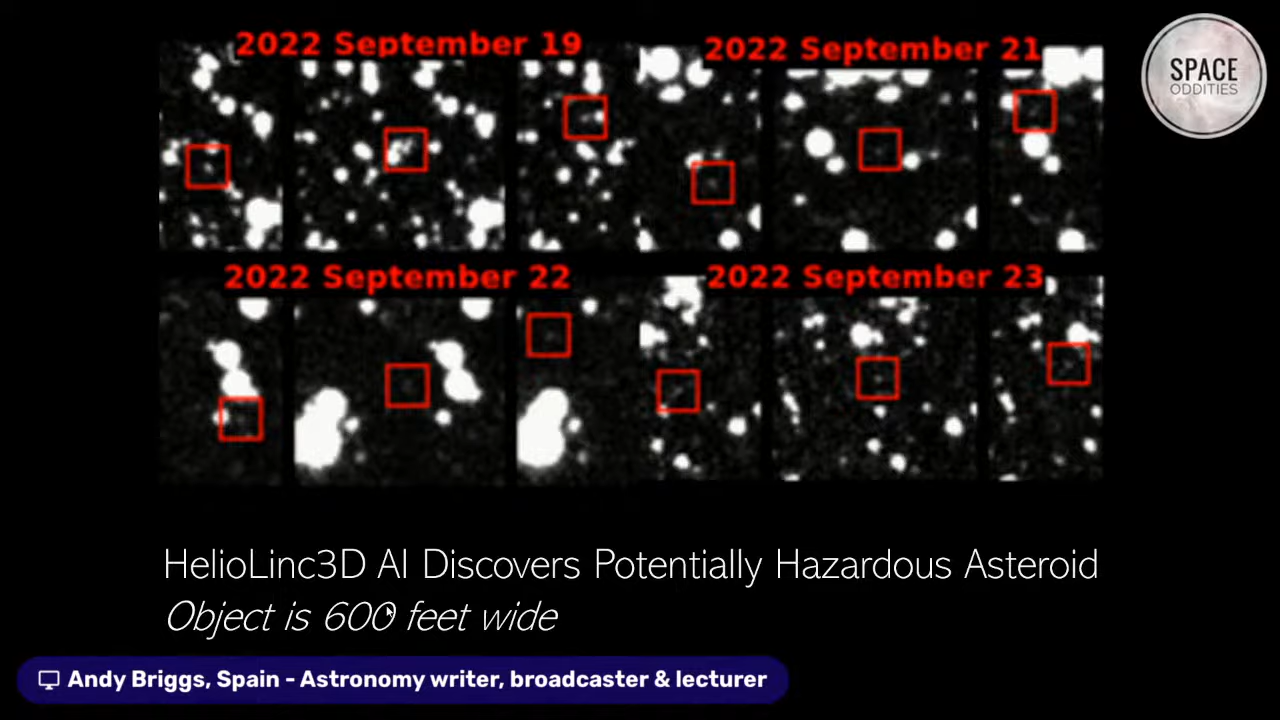 2022 September 19
2022 September 21
SPACE
ODDITIES
2022 September 22
2022 September 23
HelioLinc3D AI Discovers Potentially Hazardous Asteroid
Object is 600 feet wide
Andy Briggs, Spain - Astronomy writer, broadcaster & lecturer